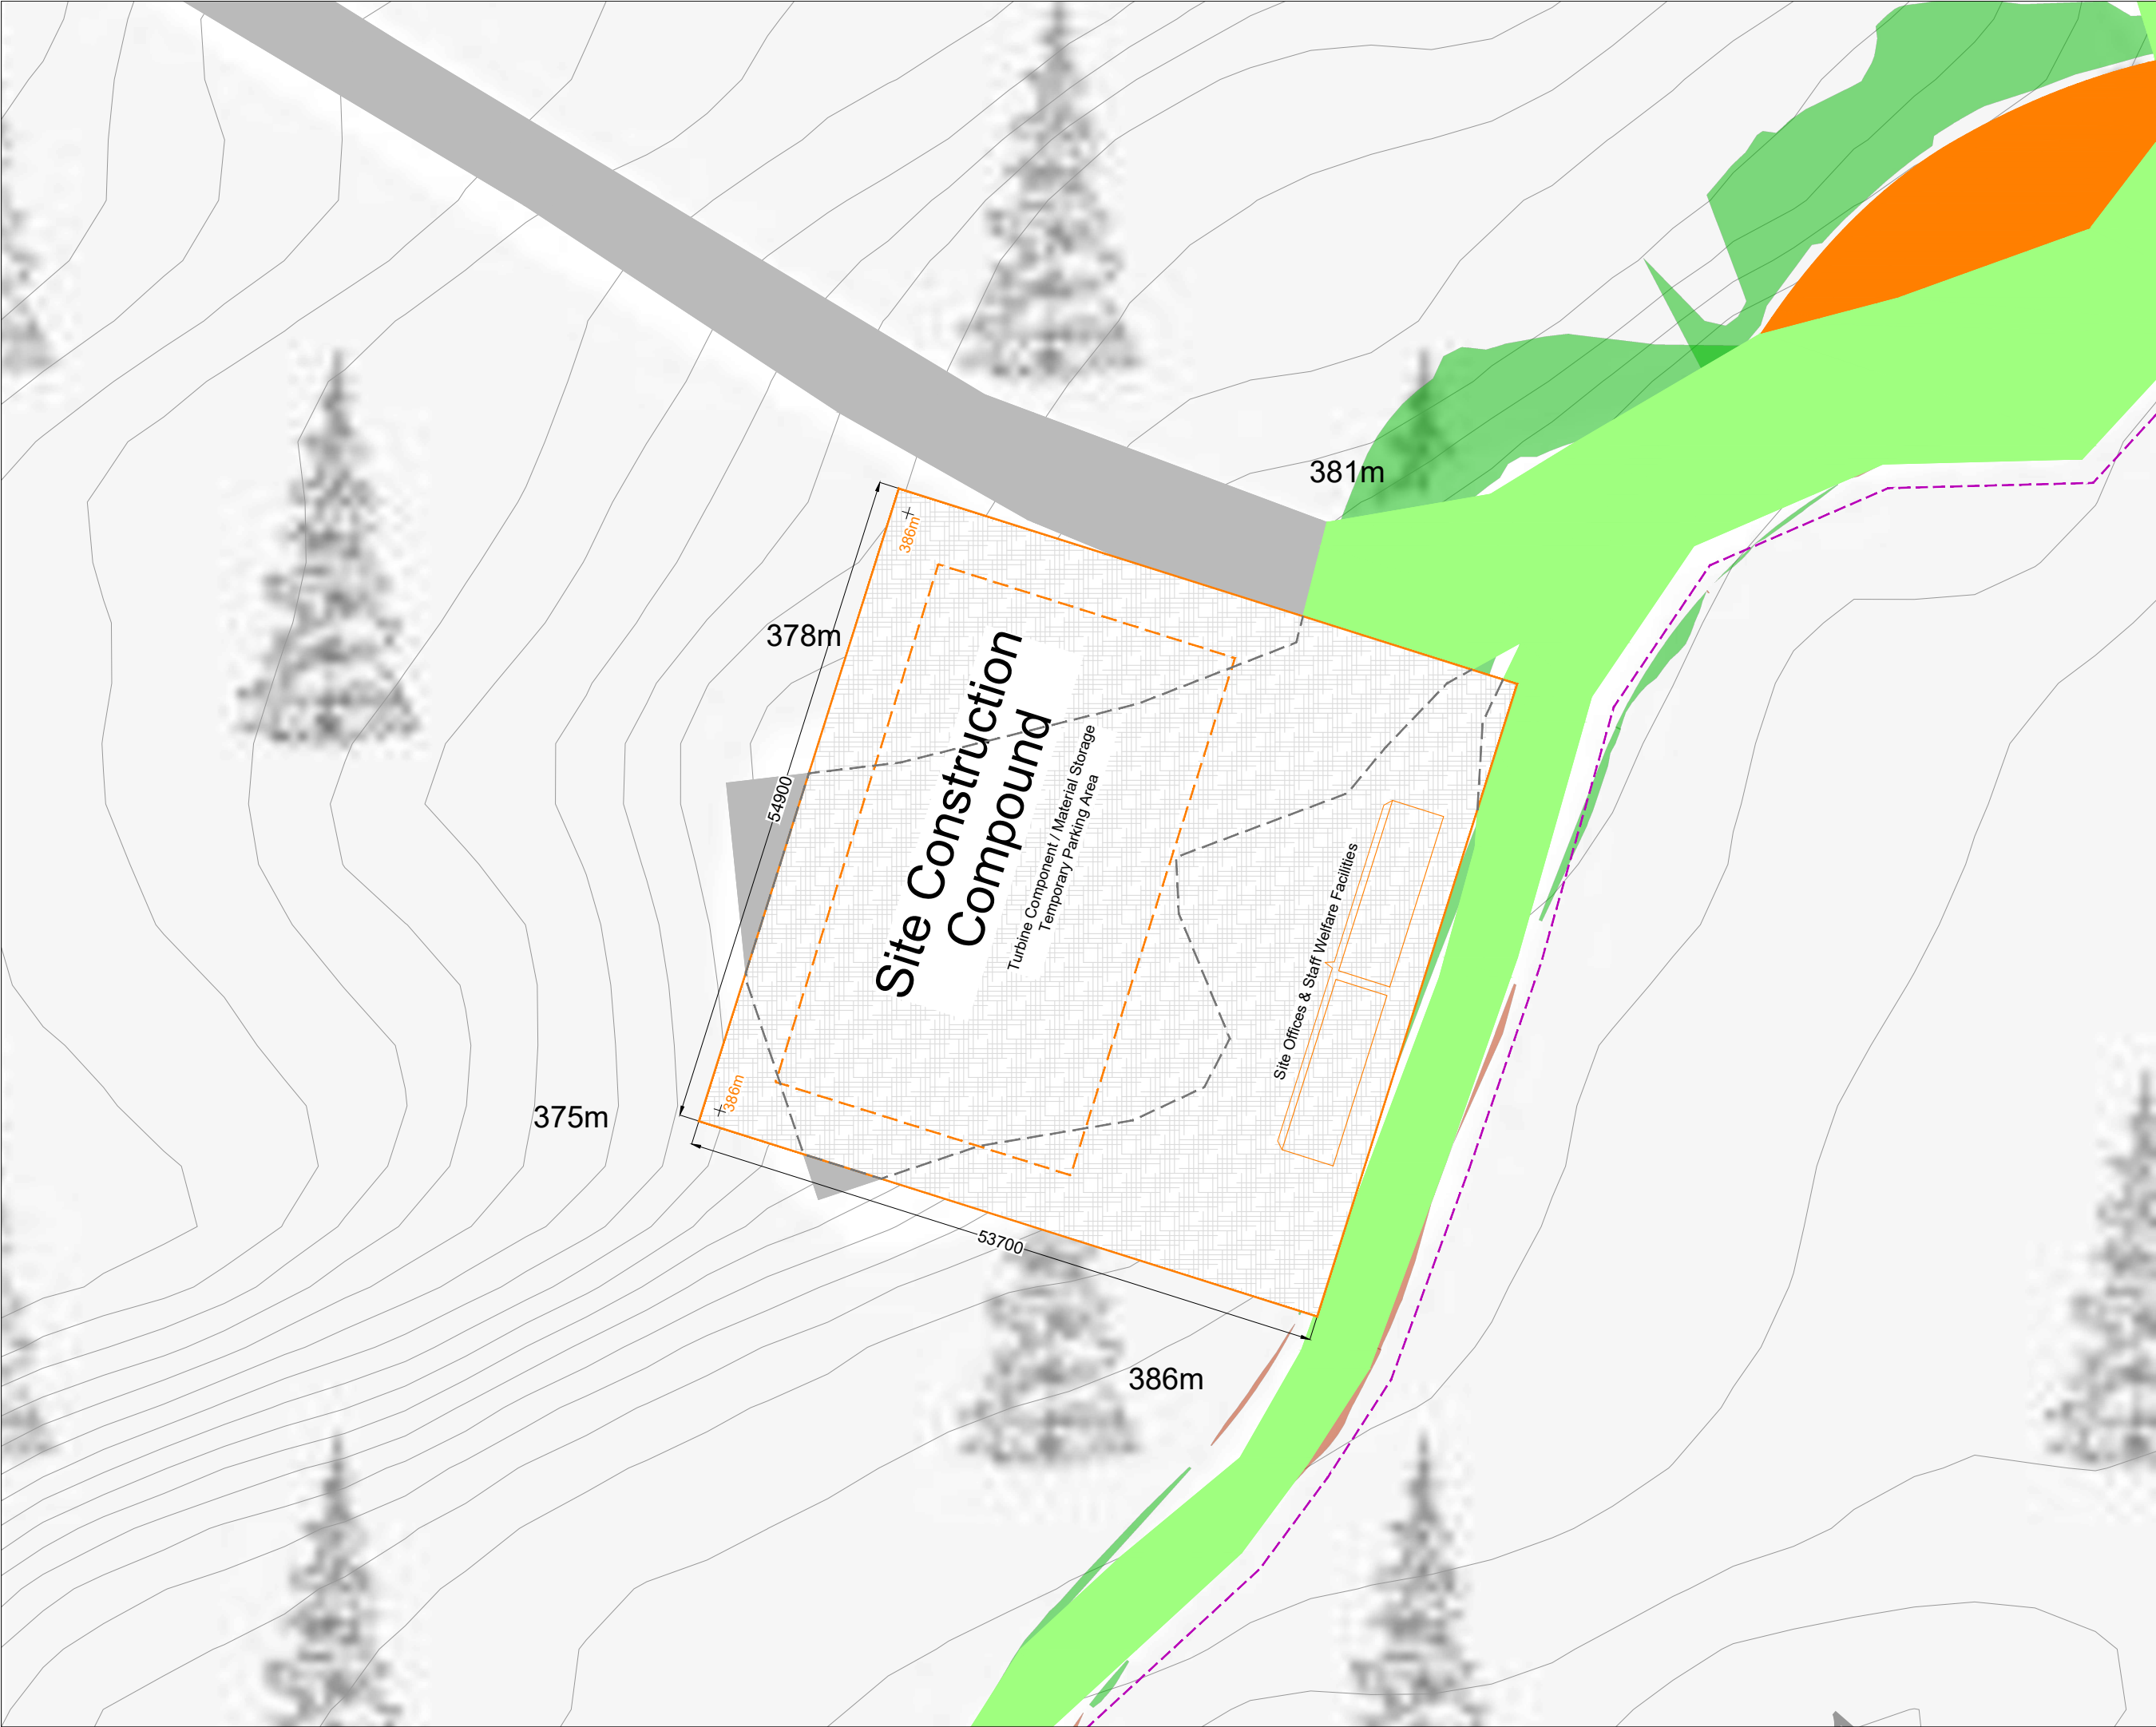 381m
386m
378m
54900
Site Construction
Compound
Turbine Component / Material Storage
Temporary Parking Area
Site Offices & Staff Welfare Facilities
386m
375m
53700
386m